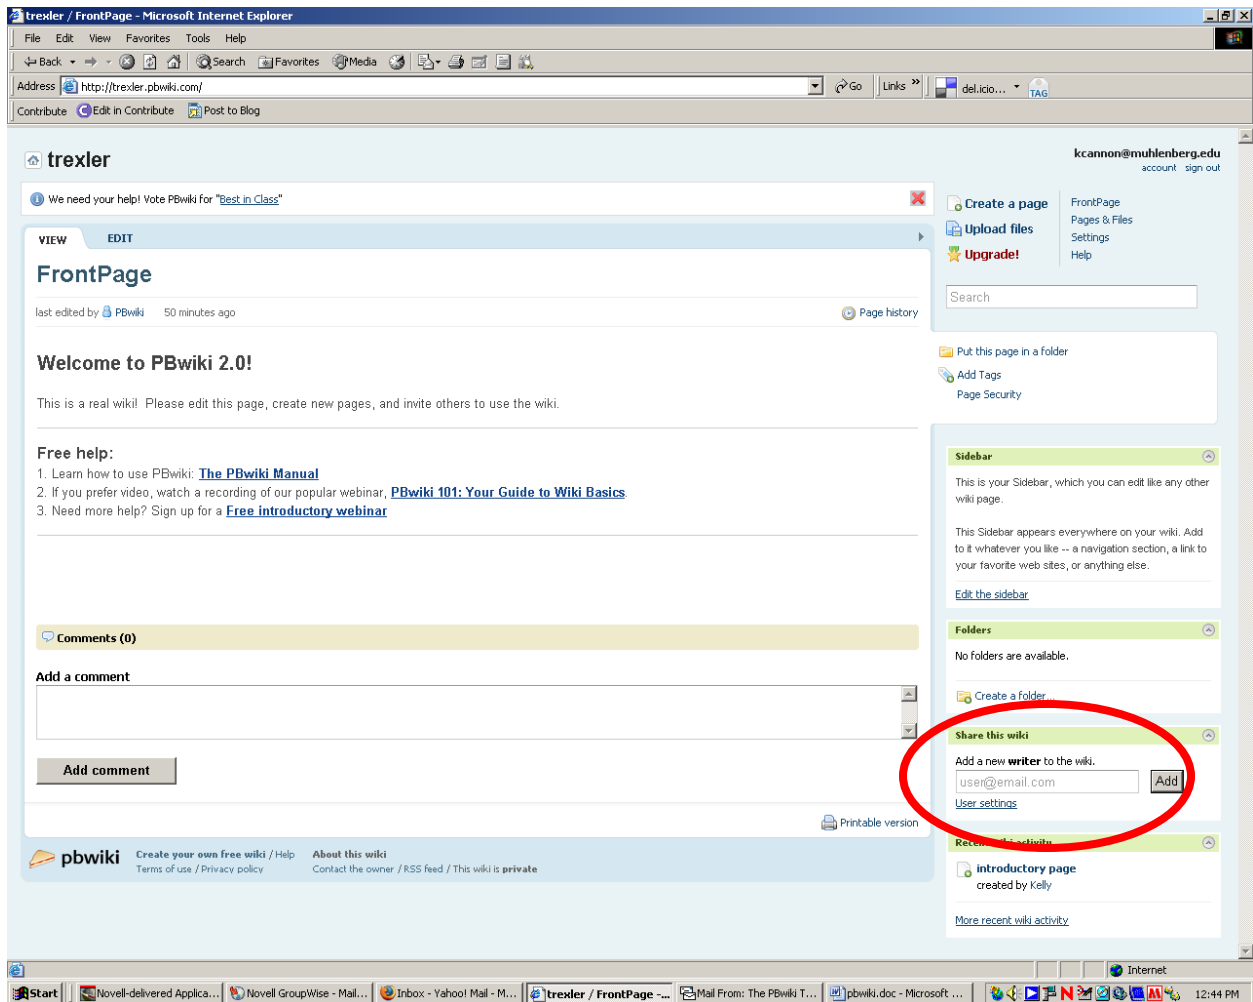 trexler / FrontPage - Microsoft Internet Explorer
File Edit View Favorites Tools Help
Back Search Favorites Media
Address http://trexler.pbwiki.com/ Go Links » del.icio... TAG
Contribute Edit in Contribute Post to Blog
trexler
kcannon@muhlenberg.edu
account sign out
We need your help! Vote PBwiki for "Best in Class"
Create a page
Upload files
Upgrade!
FrontPage
Pages & Files
Settings
Help
VIEW EDIT
FrontPage
Search
last edited by PBwiki 50 minutes ago Page history
Put this page in a folder
Add Tags
Page Security
Welcome to PBwiki 2.0!
This is a real wiki! Please edit this page, create new pages, and invite others to use the wiki.
Free help:
1. Learn how to use PBwiki: The PBwiki Manual
2. If you prefer video, watch a recording of our popular webinar, PBwiki 101: Your Guide to Wiki Basics.
3. Need more help? Sign up for a Free introductory webinar
Sidebar
This is your Sidebar, which you can edit like any other
wiki page.
This Sidebar appears everywhere on your wiki. Add
to it whatever you like -- a navigation section, a link to
your favorite web sites, or anything else.
Edit the sidebar
Comments (0)
Add a comment
Add comment
Printable version
Folders
No folders are available.
Create a folder...
Share this wiki
Add a new writer to the wiki.
user@email.com Add
User settings
Recent wiki activity
introductory page
created by Kelly
More recent wiki activity
pbwiki
Create your own free wiki / Help
Terms of use / Privacy policy
About this wiki
Contact the owner / RSS feed / This wiki is private
Internet
Start Novell-delivered Applica... Novell GroupWise - Mail... Inbox - Yahoo! Mail - M... trexler / FrontPage -... Mail From: The PBwiki T... pbwiki.doc - Microsoft ... 12:44 PM